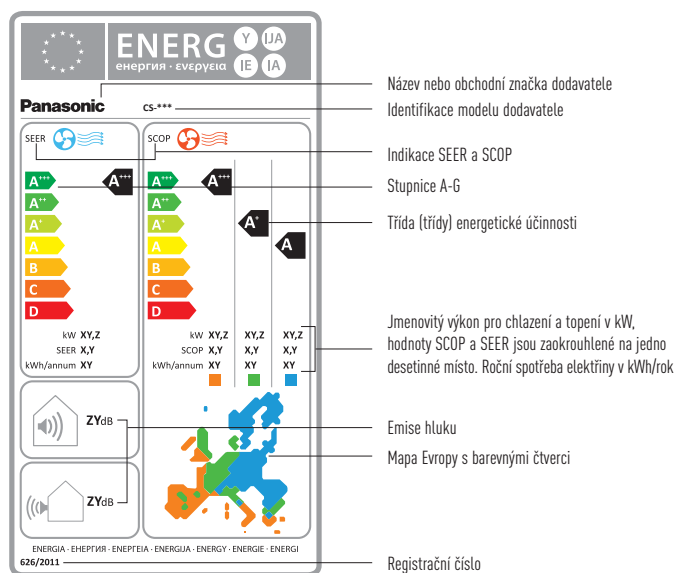 ENERG Y IJA
енергия · ενεργεια IE IA
Panasonic CS-***
SEER
A+++ A+++
A++
A+
A
B
C
D
kW XY,Z
SEER X,Y
kWh/annum XY
SCOP
A+++ A+++
A++
A+ A+
A A
B
C
D
kW XY,Z XY,Z XY,Z
SCOP X,Y X,Y X,Y
kWh/annum XY XY XY
ZYdB
ZYdB
ENERGIA · ЕНЕРГИЯ · ΕΝΕΡΓΕΙΑ · ENERGIJA · ENERGY · ENERGIE · ENERGI
626/2011
Název nebo obchodní značka dodavatele
Identifikace modelu dodavatele
Indikace SEER a SCOP
Stupnice A-G
Třída (třídy) energetické účinnosti
Jmenovitý výkon pro chlazení a topení v kW,
hodnoty SCOP a SEER jsou zaokrouhlené na jedno
desetinné místo. Roční spotřeba elektřiny v kWh/rok
Emise hluku
Mapa Evropy s barevnými čtverci
Registrační číslo